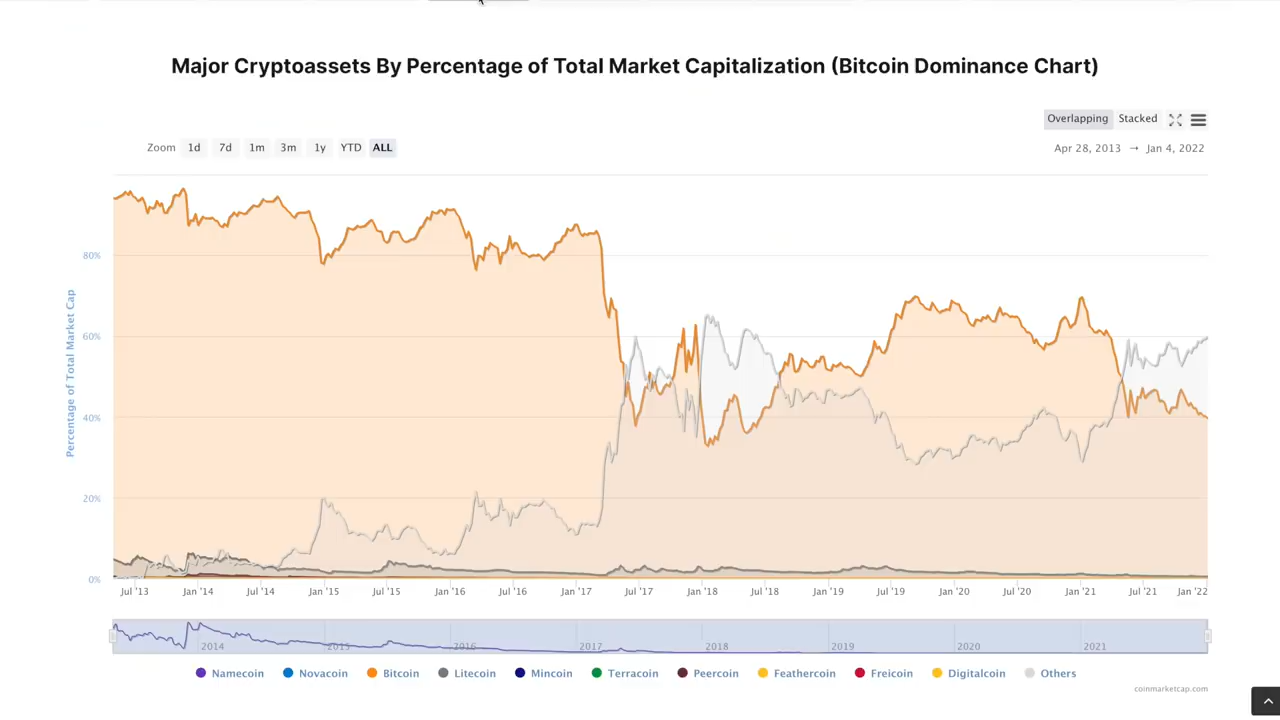 Major Cryptoassets By Percentage of Total Market Capitalization (Bitcoin Dominance Chart)
Overlapping Stacked
Zoom 1d 7d 1m 3m 1y YTD ALL
Apr 28, 2013 → Jan 4, 2022
Percentage of Total Market Cap
80%
60%
40%
20%
0%
Jul '13 Jan '14 Jul '14 Jan '15 Jul '15 Jan '16 Jul '16 Jan '17 Jul '17 Jan '18 Jul '18 Jan '19 Jul '19 Jan '20 Jul '20 Jan '21 Jul '21 Jan '22
2014 2015 2016 2017 2018 2019 2020 2021
Namecoin Novacoin Bitcoin Litecoin Mincoin Terracoin Peercoin Feathercoin Freicoin Digitalcoin Others
coinmarketcap.com